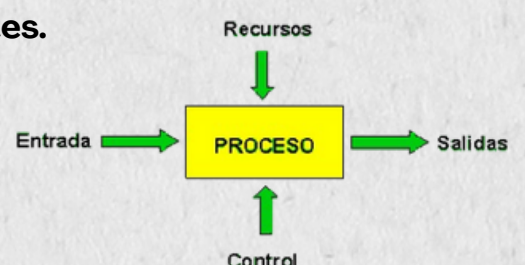 es.
Recursos
Entrada
PROCESO
Salidas
Control